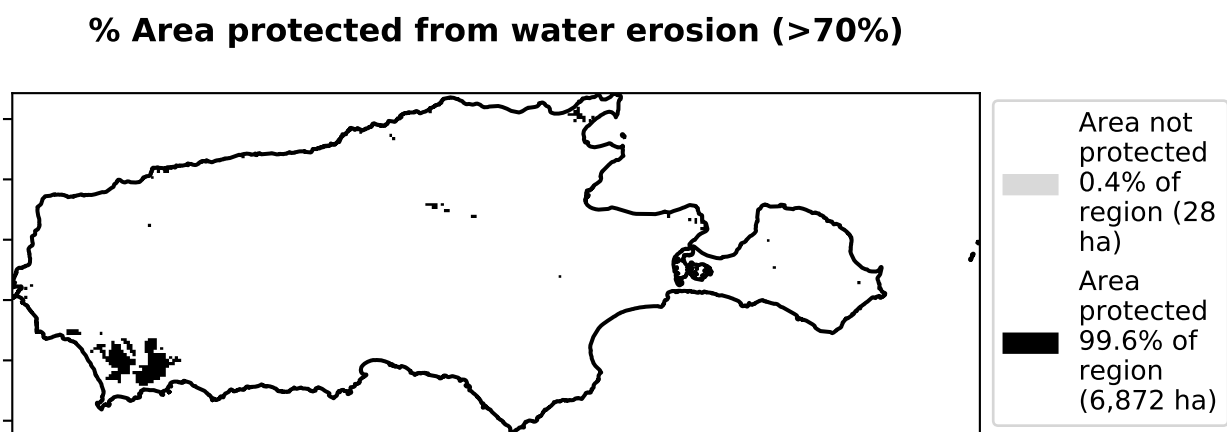 % Area protected from water erosion (>70%)
Area not
protected
0.4% of
region (28
ha)
Area
protected
99.6% of
region
(6,872 ha)